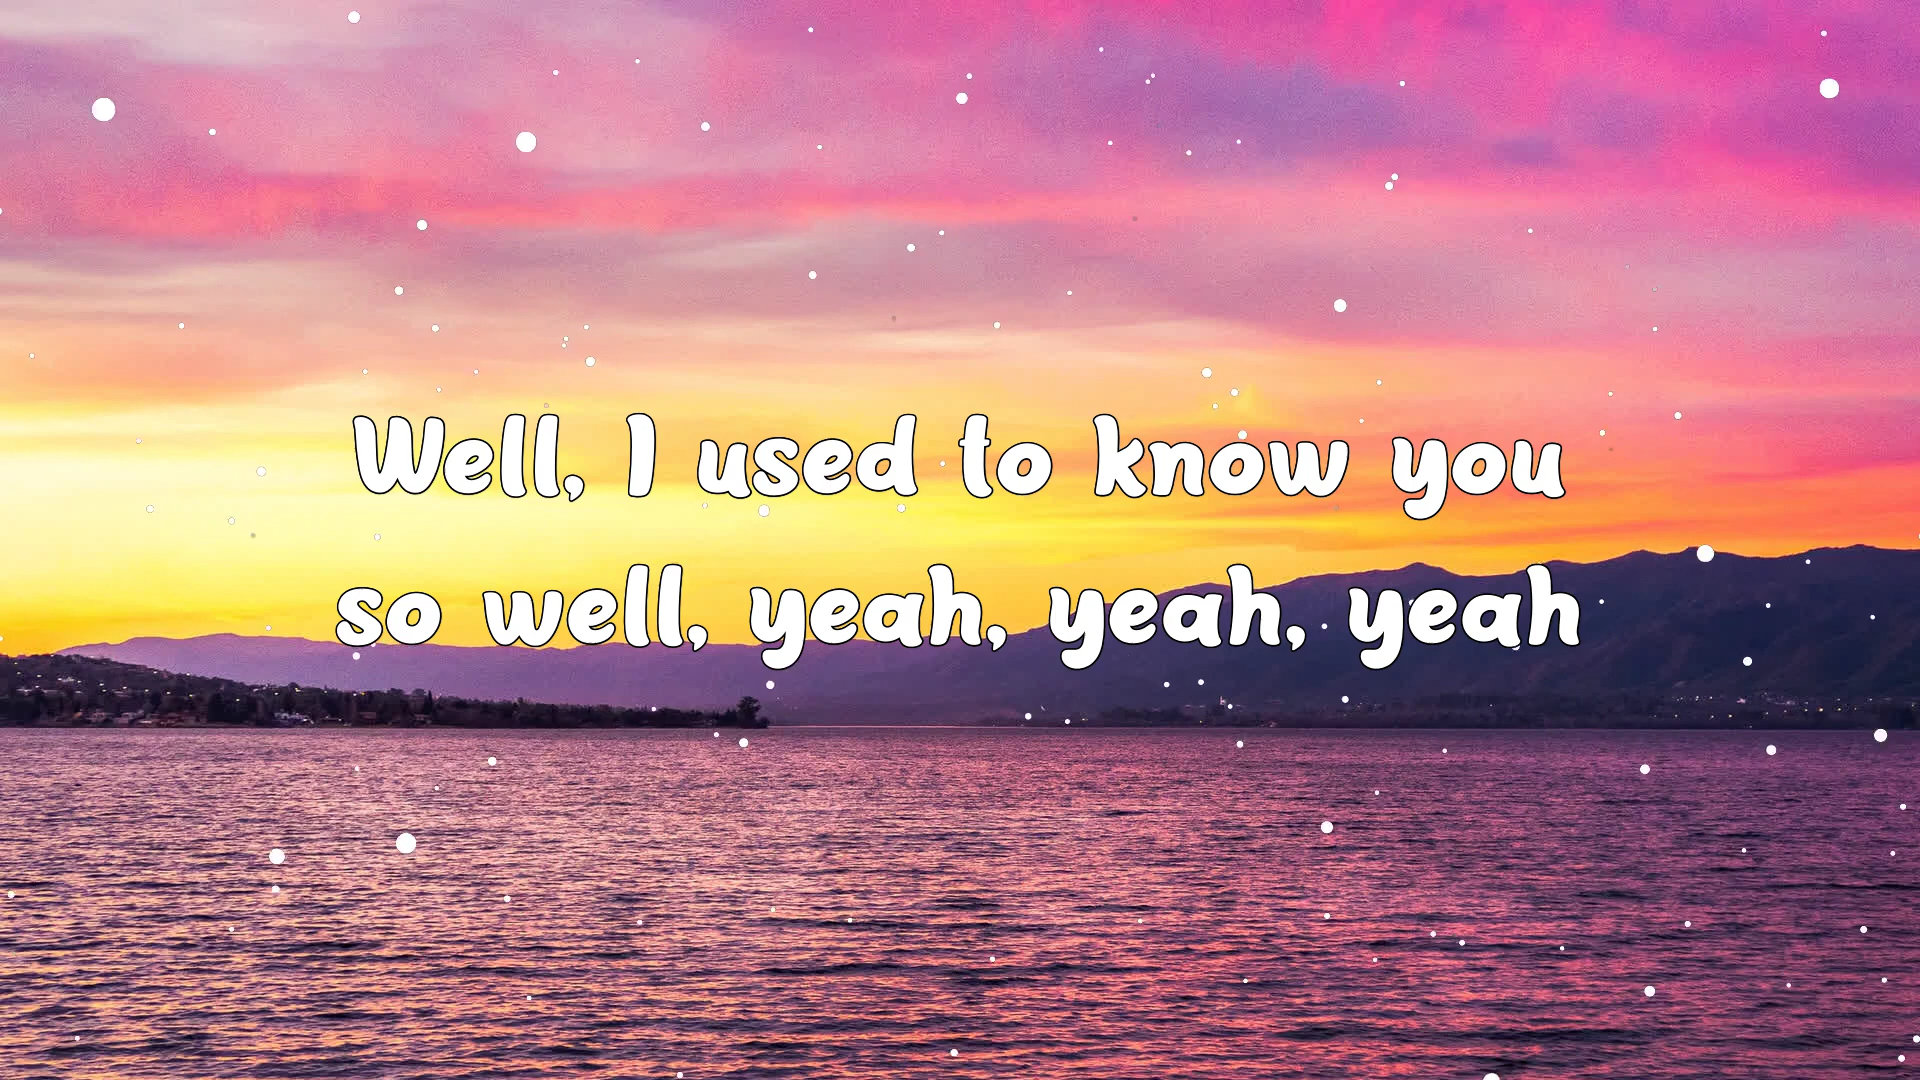 Well, I used to know you
so well, yeah, yeah, yeah